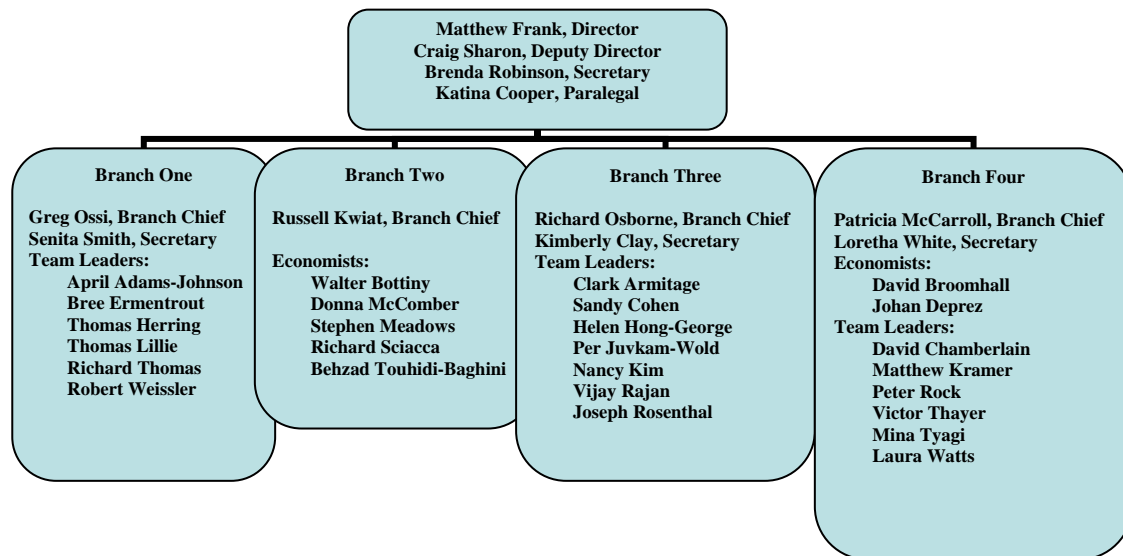 Matthew Frank, Director
Craig Sharon, Deputy Director
Brenda Robinson, Secretary
Katina Cooper, Paralegal
Branch One
Greg Ossi, Branch Chief
Senita Smith, Secretary
Team Leaders:
April Adams-Johnson
Bree Ermentrout
Thomas Herring
Thomas Lillie
Richard Thomas
Robert Weissler
Branch Two
Russell Kwiat, Branch Chief
Economists:
Walter Bottiny
Donna McComber
Stephen Meadows
Richard Sciacca
Behzad Touhidi-Baghini
Branch Three
Richard Osborne, Branch Chief
Kimberly Clay, Secretary
Team Leaders:
Clark Armitage
Sandy Cohen
Helen Hong-George
Per Juvkam-Wold
Nancy Kim
Vijay Rajan
Joseph Rosenthal
Branch Four
Patricia McCarroll, Branch Chief
Loretha White, Secretary
Economists:
David Broomhall
Johan Deprez
Team Leaders:
David Chamberlain
Matthew Kramer
Peter Rock
Victor Thayer
Mina Tyagi
Laura Watts